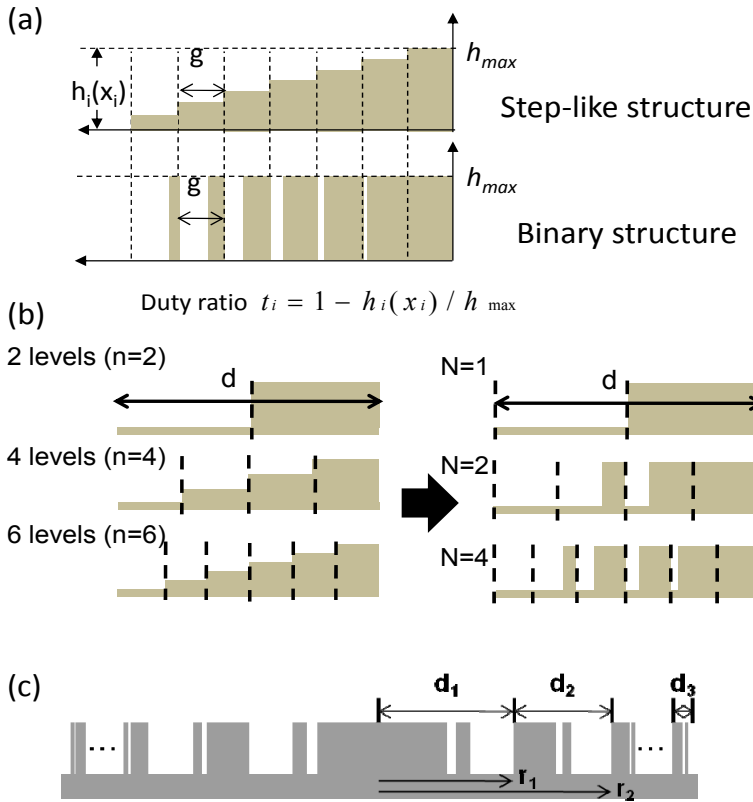 (a)
g
h_max
h_i(x_i)
Step-like structure
g
h_max
Binary structure
Duty ratio t_i = 1 − h_i(x_i) / h_max
(b)
2 levels (n=2)
d
N=1
d
4 levels (n=4)
N=2
6 levels (n=6)
N=4
(c)
d₁
d₂
d₃
...
...
r₁
r₂